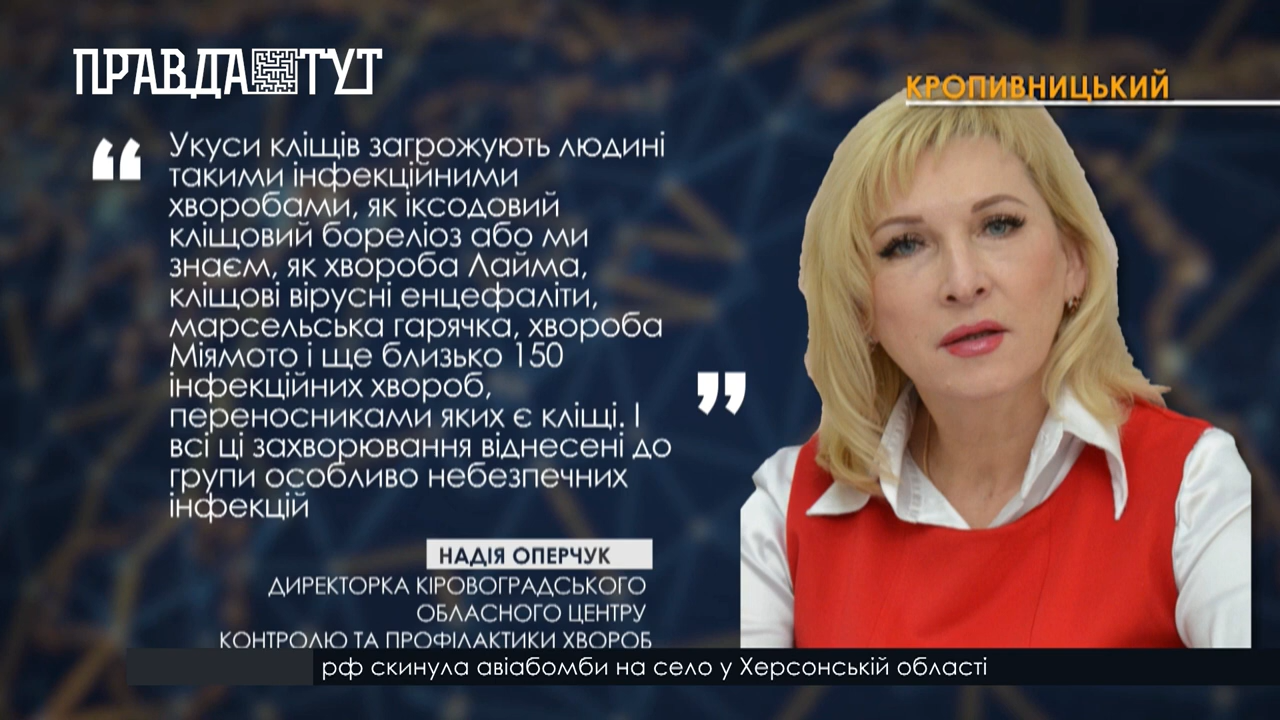 ПРАВДА ТУТ
КРОПИВНИЦЬКИЙ
“ Укуси кліщів загрожують людині
такими інфекційними
хворобами, як іксодовий
кліщовий бореліоз або ми
знаєм, як хвороба Лайма,
кліщові вірусні енцефаліти,
марсельська гарячка, хвороба
Міямото і ще близько 150
інфекційних хвороб,
переносниками яких є кліщі. І
всі ці захворювання віднесені до
групи особливо небезпечних
інфекцій ”
НАДІЯ ОПЕРЧУК
ДИРЕКТОРКА КІРОВОГРАДСЬКОГО
ОБЛАСНОГО ЦЕНТРУ
КОНТРОЛЮ ТА ПРОФІЛАКТИКИ ХВОРОБ
рф скинула авіабомби на село у Херсонській області